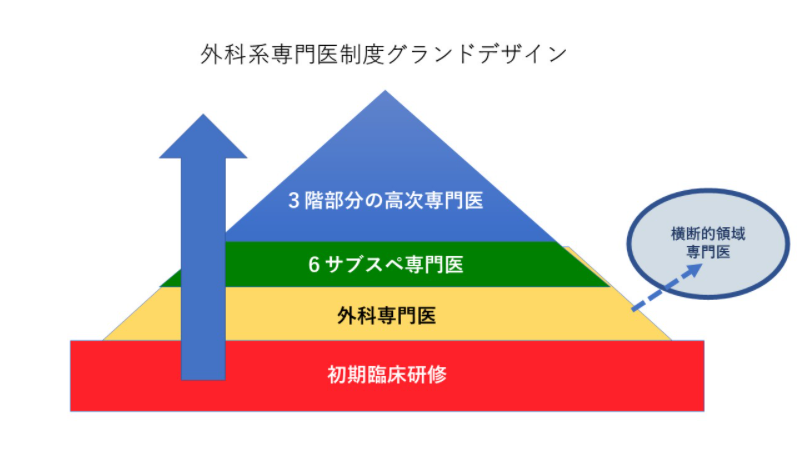 外科系専門医制度グランドデザイン
３階部分の高次専門医
６サブスペ専門医
外科専門医
初期臨床研修
横断的領域
専門医